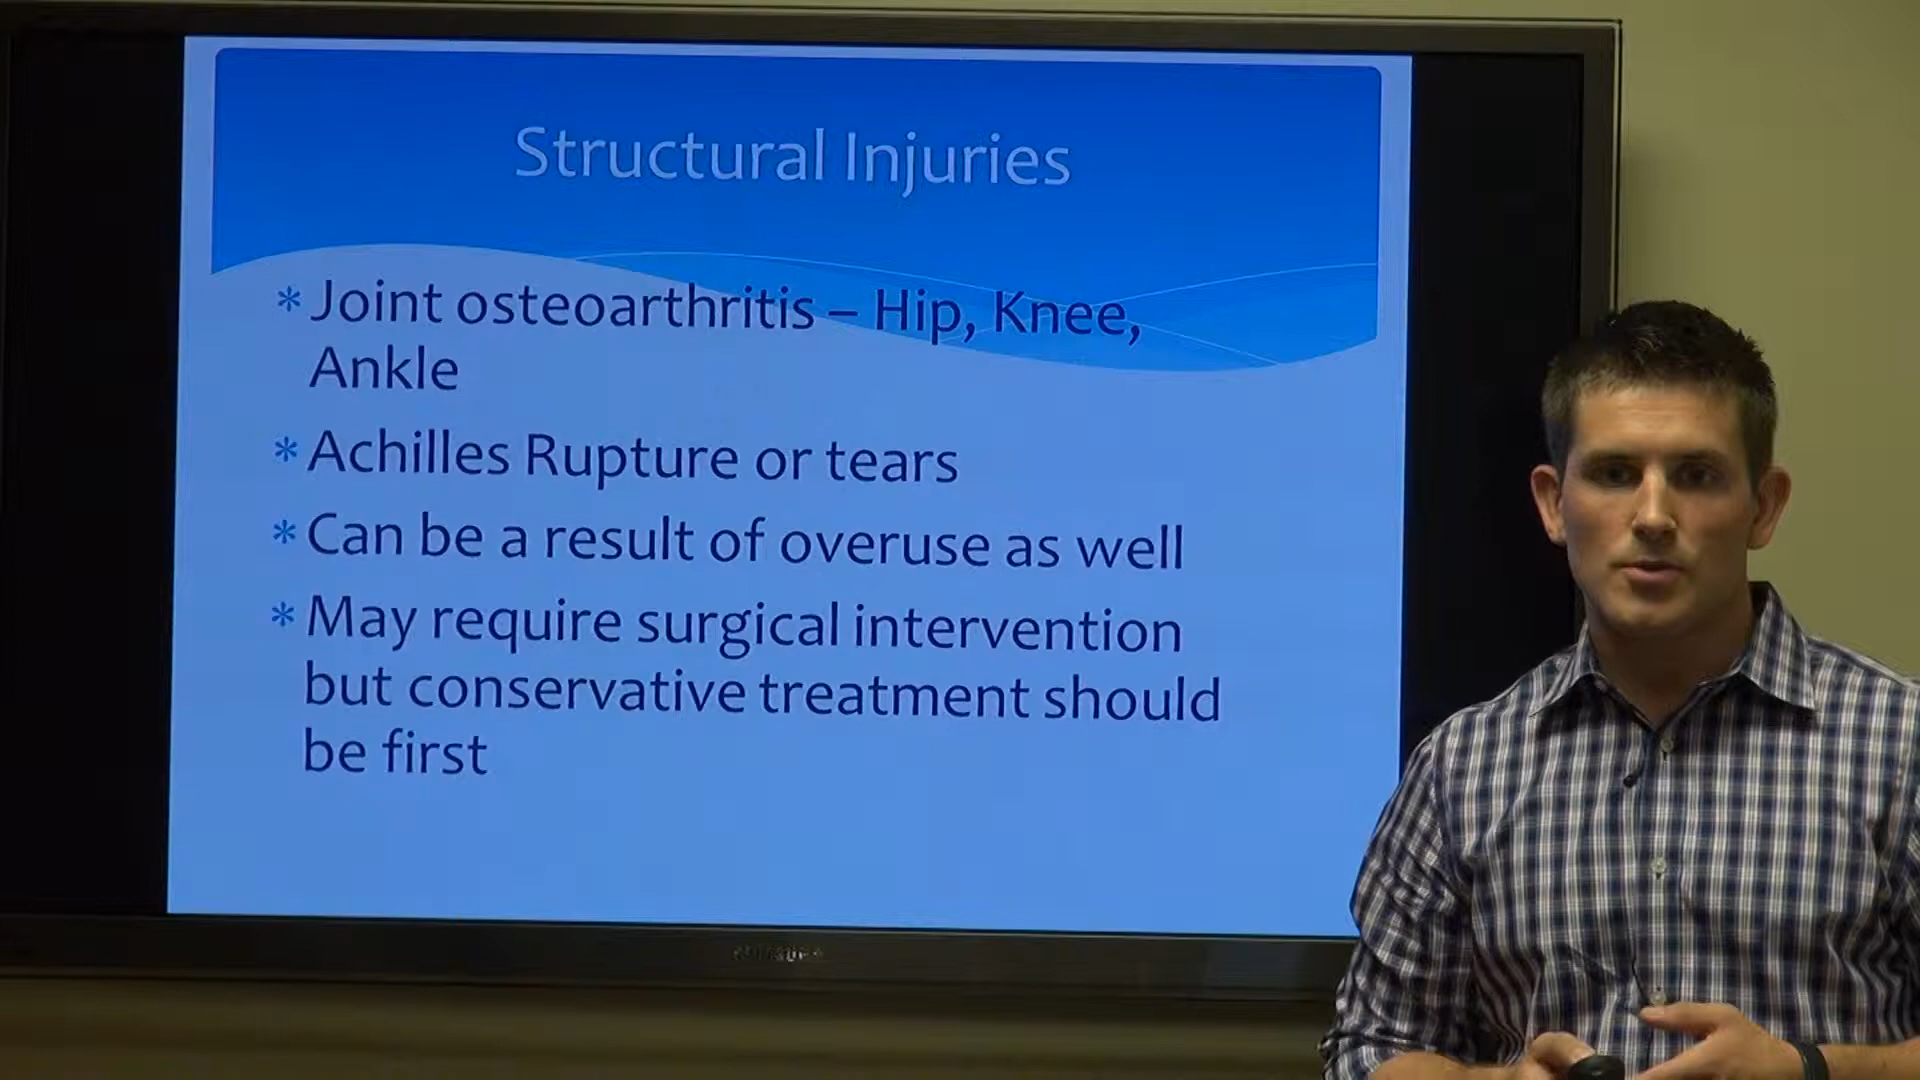 Structural Injuries
* Joint osteoarthritis – Hip, Knee,
Ankle
* Achilles Rupture or tears
* Can be a result of overuse as well
* May require surgical intervention
but conservative treatment should
be first